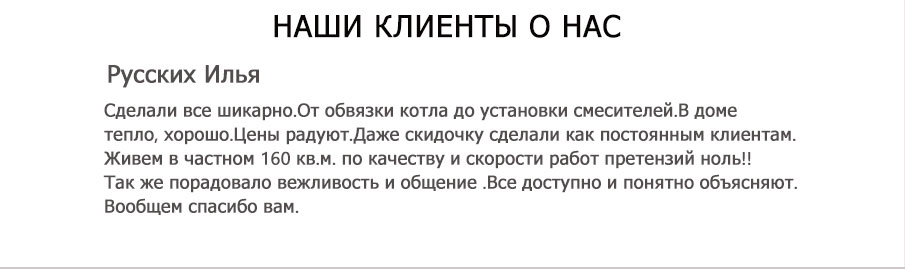 НАШИ КЛИЕНТЫ О НАС
Русских Илья
Сделали все шикарно.От обвязки котла до установки смесителей.В доме
тепло, хорошо.Цены радуют.Даже скидочку сделали как постоянным клиентам.
Живем в частном 160 кв.м. по качеству и скорости работ претензий ноль!!
Так же порадовало вежливость и общение .Все доступно и понятно объясняют.
Вообщем спасибо вам.